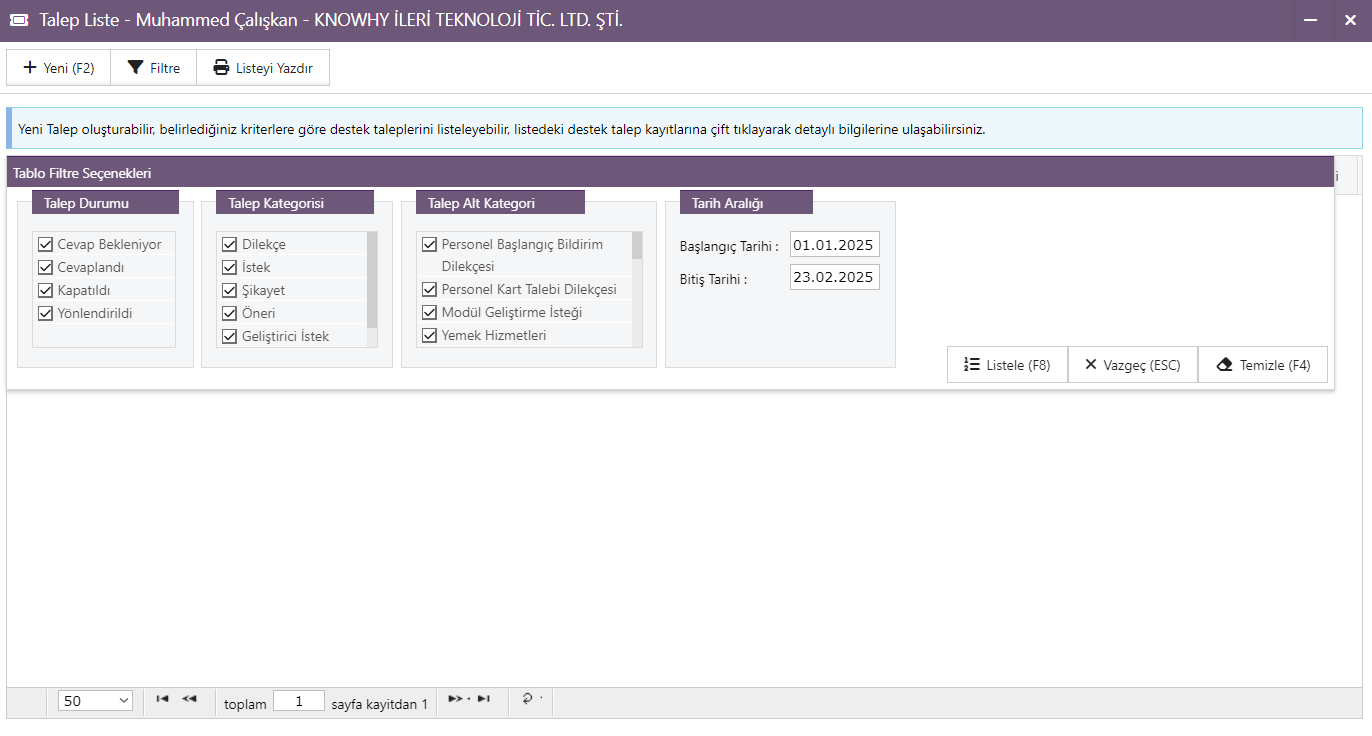 Talep Liste - Muhammed Çalışkan - KNOWHY İLERİ TEKNOLOJİ TİC. LTD. ŞTİ.
Yeni (F2) Filtre Listeyi Yazdır
Yeni Talep oluşturabilir, belirlediğiniz kriterlere göre destek taleplerini listeleyebilir, listedeki destek talep kayıtlarına çift tıklayarak detaylı bilgilerine ulaşabilirsiniz.
Tablo Filtre Seçenekleri
i
Talep Durumu
Cevap Bekleniyor
Cevaplandı
Kapatıldı
Yönlendirildi
Talep Kategorisi
Dilekçe
İstek
Şikayet
Öneri
Geliştirici İstek
Talep Alt Kategori
Personel Başlangıç Bildirim
Dilekçesi
Personel Kart Talebi Dilekçesi
Modül Geliştirme İsteği
Yemek Hizmetleri
Tarih Aralığı
Başlangıç Tarihi : 01.01.2025
Bitiş Tarihi : 23.02.2025
Listele (F8) Vazgeç (ESC) Temizle (F4)
50 toplam 1 sayfa kayitdan 1